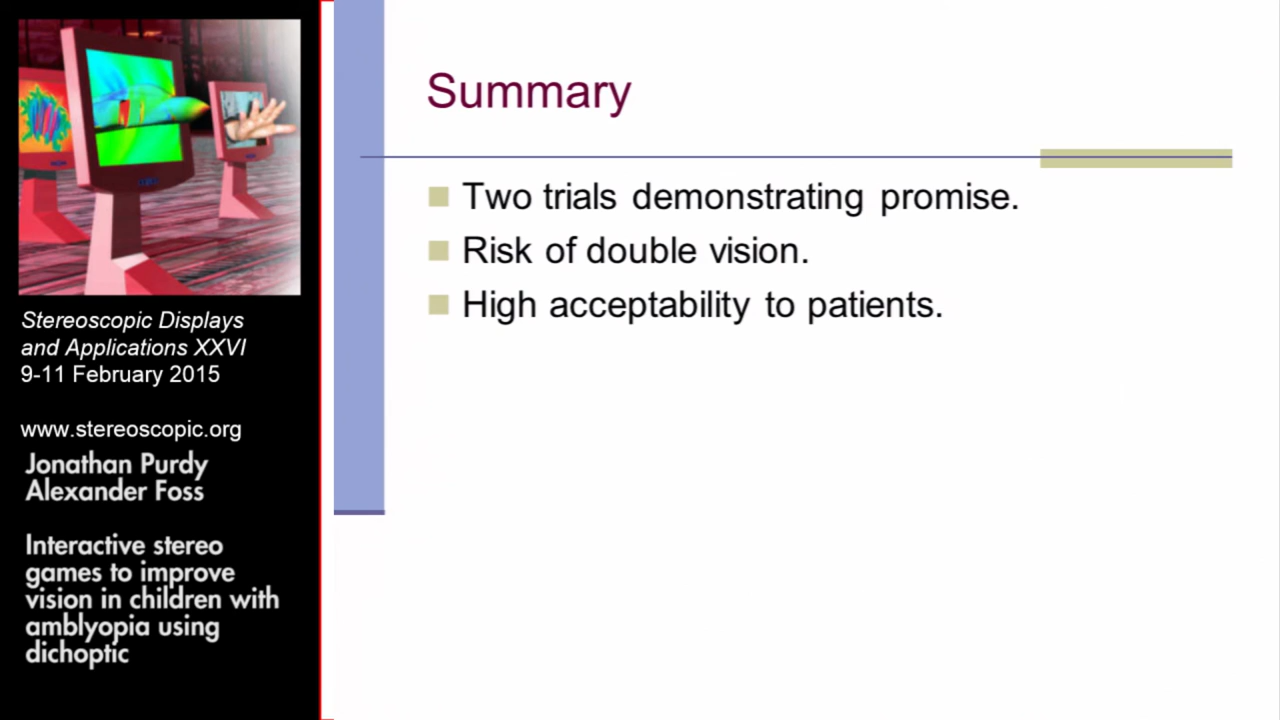 Stereoscopic Displays
and Applications XXVI
9-11 February 2015
www.stereoscopic.org
Jonathan Purdy
Alexander Foss
Interactive stereo
games to improve
vision in children with
amblyopia using
dichoptic
Summary
Two trials demonstrating promise.
Risk of double vision.
High acceptability to patients.